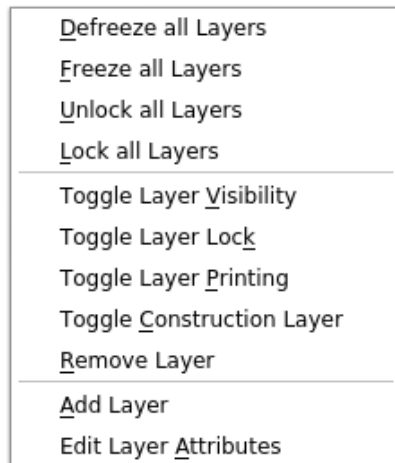 Defreeze all Layers
Freeze all Layers
Unlock all Layers
Lock all Layers
Toggle Layer Visibility
Toggle Layer Lock
Toggle Layer Printing
Toggle Construction Layer
Remove Layer
Add Layer
Edit Layer Attributes